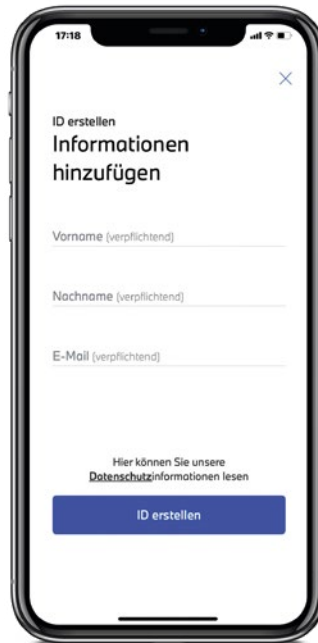 17:18
ID erstellen
Informationen
hinzufügen
Vorname (verpflichtend)
Nachname (verpflichtend)
E-Mail (verpflichtend)
Hier können Sie unsere
Datenschutzinformationen lesen
ID erstellen